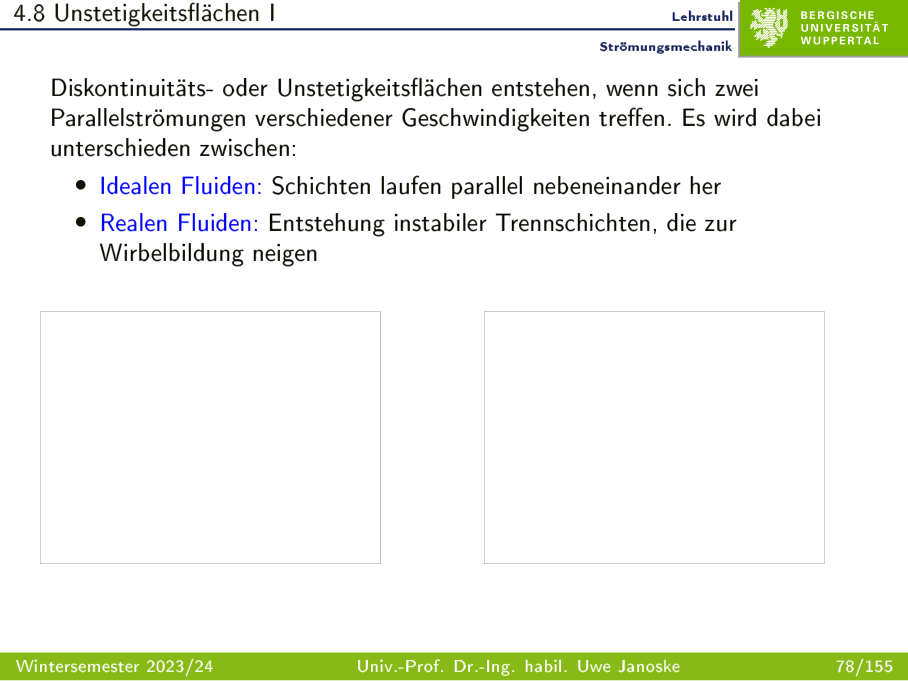 4.8 Unstetigkeitsflächen I
Lehrstuhl
Strömungsmechanik
BERGISCHE
UNIVERSITÄT
WUPPERTAL
Diskontinuitäts- oder Unstetigkeitsflächen entstehen, wenn sich zwei
Parallelströmungen verschiedener Geschwindigkeiten treffen. Es wird dabei
unterschieden zwischen:
• Idealen Fluiden: Schichten laufen parallel nebeneinander her
• Realen Fluiden: Entstehung instabiler Trennschichten, die zur
Wirbelbildung neigen
Wintersemester 2023/24
Univ.-Prof. Dr.-Ing. habil. Uwe Janoske
78/155